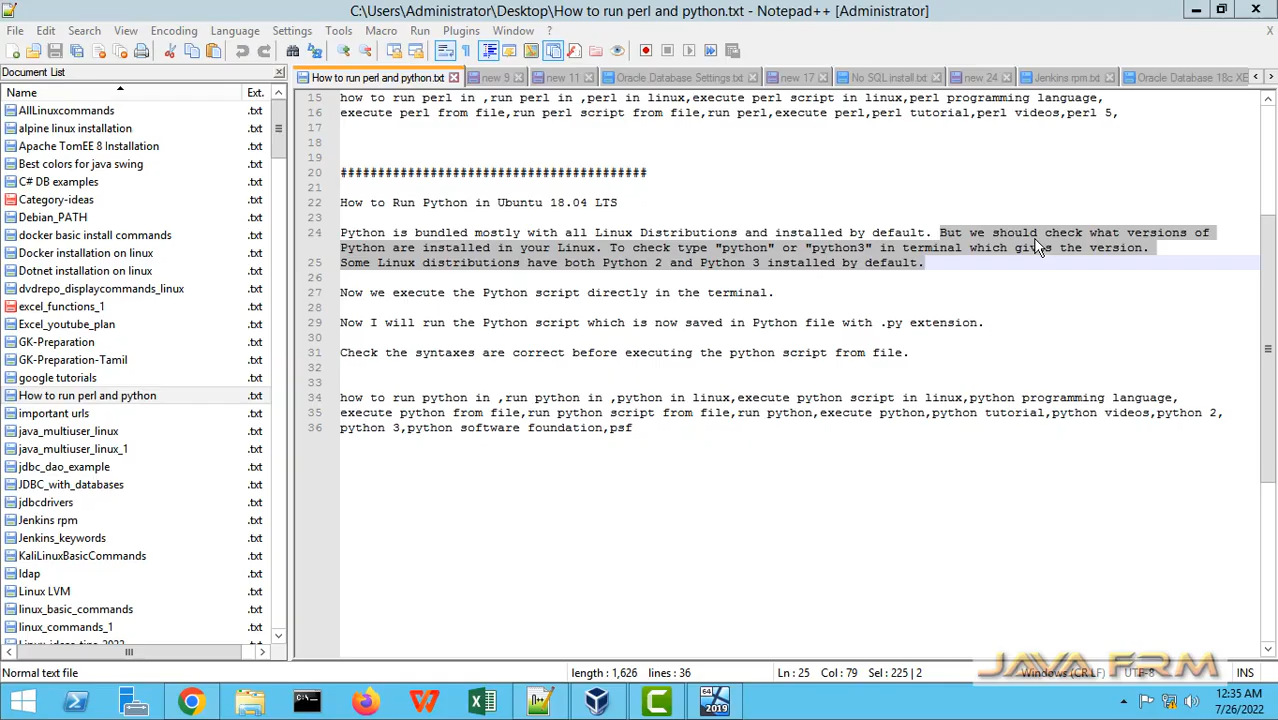 C:\Users\Administrator\Desktop\How to run perl and python.txt - Notepad++ [Administrator]
File Edit Search View Encoding Language Settings Tools Macro Run Plugins Window ? X
Document List
How to run perl and python.txt new 9 new 11 Oracle Database Settings.txt new 17 No SQL install.txt new 24 Jenkins rpm.txt Oracle Database 18c XE
Name Ext.
AllLinuxcommands .txt
alpine linux installation .txt
Apache TomEE 8 Installation .txt
Best colors for java swing .txt
C# DB examples .txt
Category-ideas .txt
Debian_PATH .txt
docker basic install commands .txt
Docker installation on linux .txt
Dotnet installation on linux .txt
dvdrepo_displaycommands_linux .txt
excel_functions_1 .txt
Excel_youtube_plan .txt
GK-Preparation .txt
GK-Preparation-Tamil .txt
google tutorials .txt
How to run perl and python .txt
important urls .txt
java_multiuser_linux .txt
java_multiuser_linux_1 .txt
jdbc_dao_example .txt
JDBC_with_databases .txt
jdbcdrivers .txt
Jenkins rpm .txt
Jenkins_keywords .txt
KaliLinuxBasicCommands .txt
ldap .txt
Linux LVM .txt
linux_basic_commands .txt
linux_commands_1 .txt
15 how to run perl in ,run perl in ,perl in linux,execute perl script in linux,perl programming language,
16 execute perl from file,run perl script from file,run perl,execute perl,perl tutorial,perl videos,perl 5,
17
18
19
20 #########################################
21
22 How to Run Python in Ubuntu 18.04 LTS
23
24 Python is bundled mostly with all Linux Distributions and installed by default. But we should check what versions of
Python are installed in your Linux. To check type "python" or "python3" in terminal which gives the version.
25 Some Linux distributions have both Python 2 and Python 3 installed by default.
26
27 Now we execute the Python script directly in the terminal.
28
29 Now I will run the Python script which is now saved in Python file with .py extension.
30
31 Check the syntaxes are correct before executing the python script from file.
32
33
34 how to run python in ,run python in ,python in linux,execute python script in linux,python programming language,
35 execute python from file,run python script from file,run python,execute python,python tutorial,python videos,python 2,
36 python 3,python software foundation,psf
Normal text file length : 1,626 lines : 36 Ln : 25 Col : 79 Sel : 225 | 2 Windows (CR LF) UTF-8 INS
JAVA FRM
64
2019
12:35 AM
7/26/2022